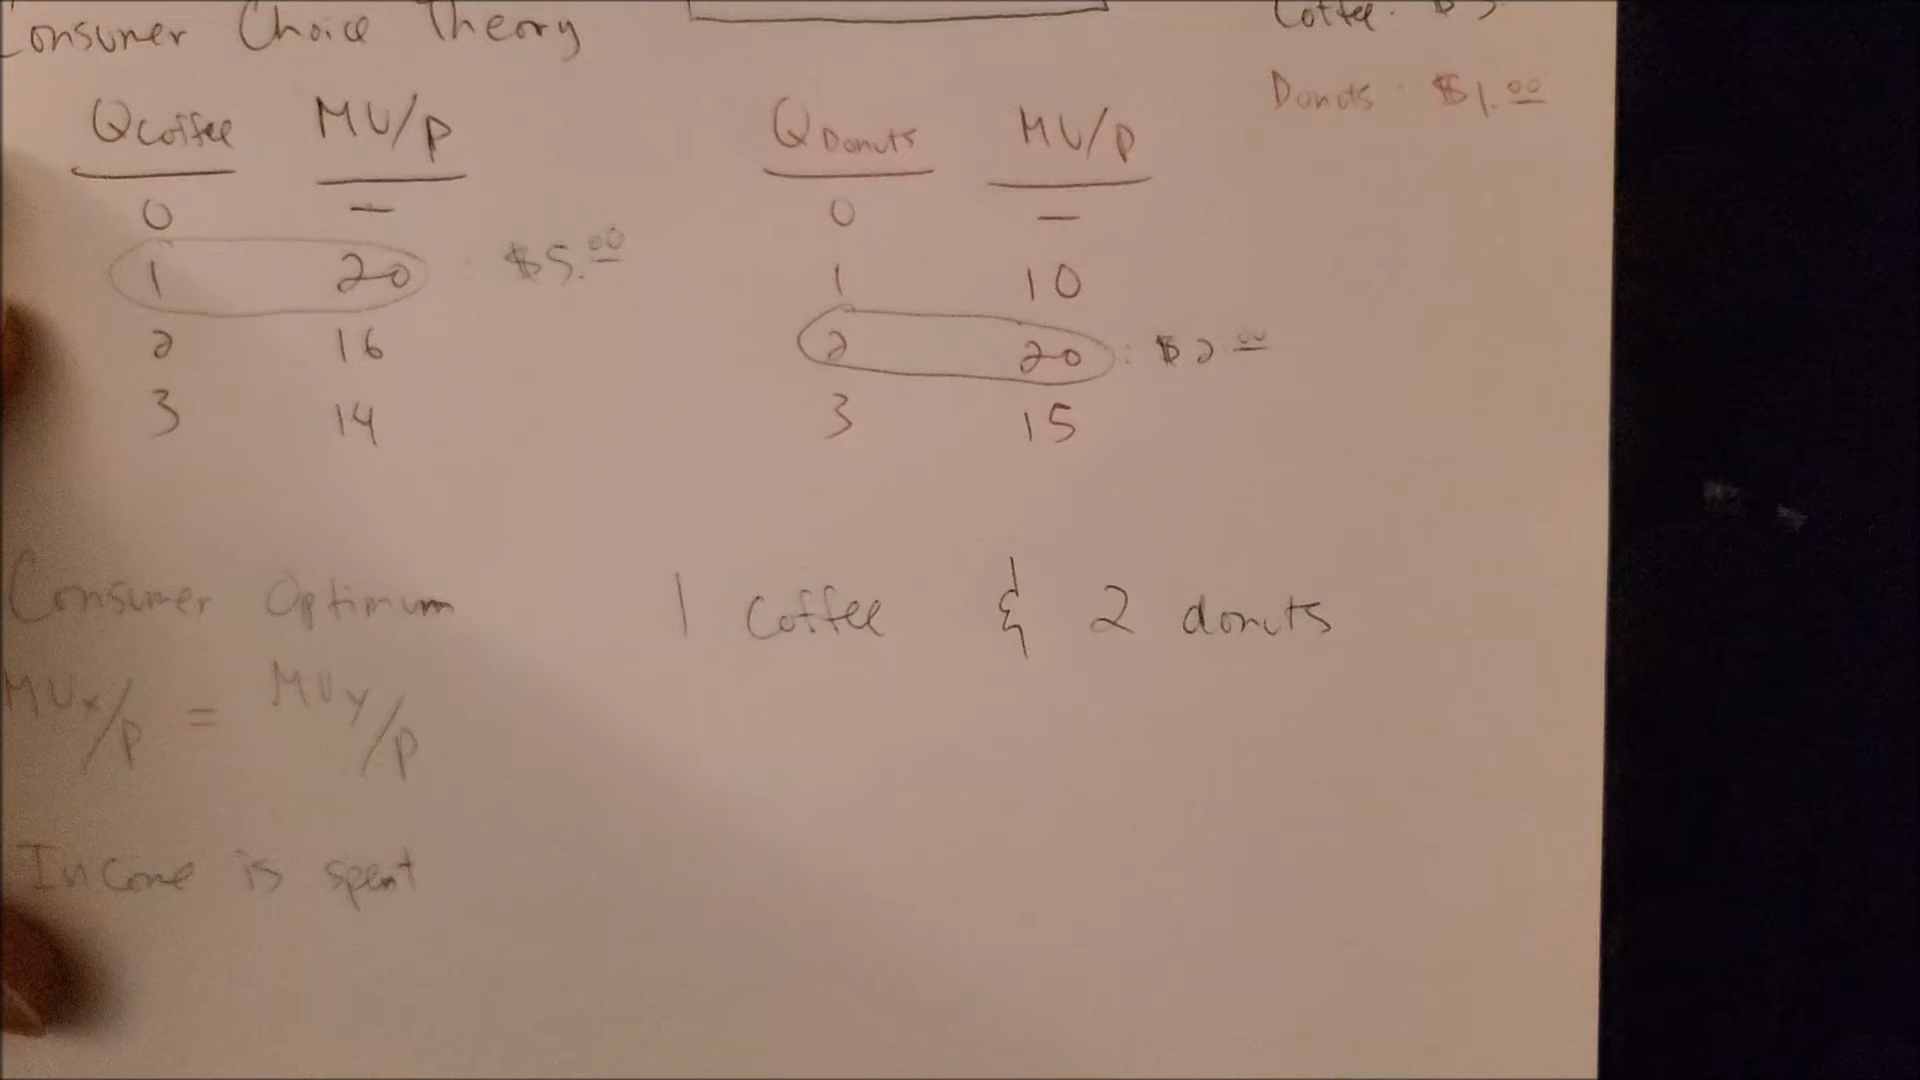 Consumer Choice Theory
Coffee: $5
Donuts: $1.00
QCoffee MU/P QDonuts MU/P
0 — 0 —
1 20 : $5.00 1 10
2 16 2 20 : $2.00
3 14 3 15
Consumer Optimum 1 Coffee & 2 donuts
MUx/P = MUy/P
Income is spent